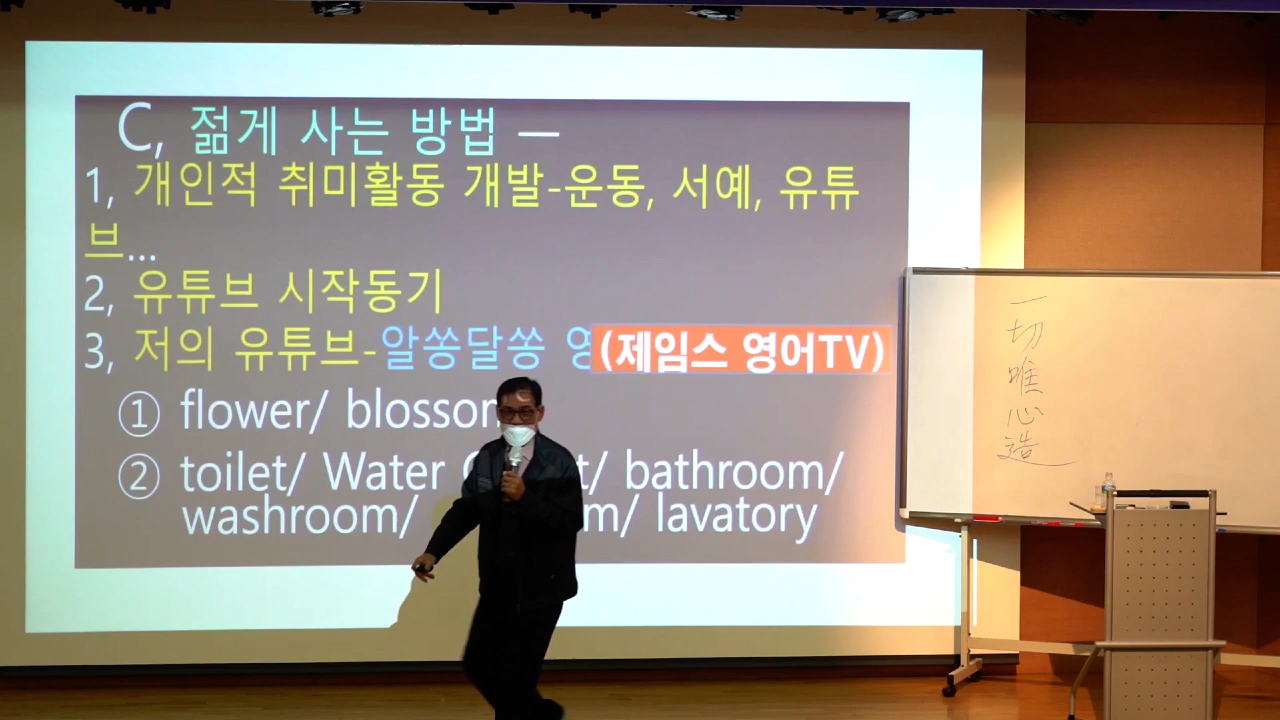 C, 젊게 사는 방법 –
1, 개인적 취미활동 개발-운동, 서예, 유튜
브...
2, 유튜브 시작동기
3, 저의 유튜브-알쏭달쏭 영 (제임스 영어TV)
① flower/
② toilet/ Water bathroom/
washroom/ lavatory
一
切
唯
心
造